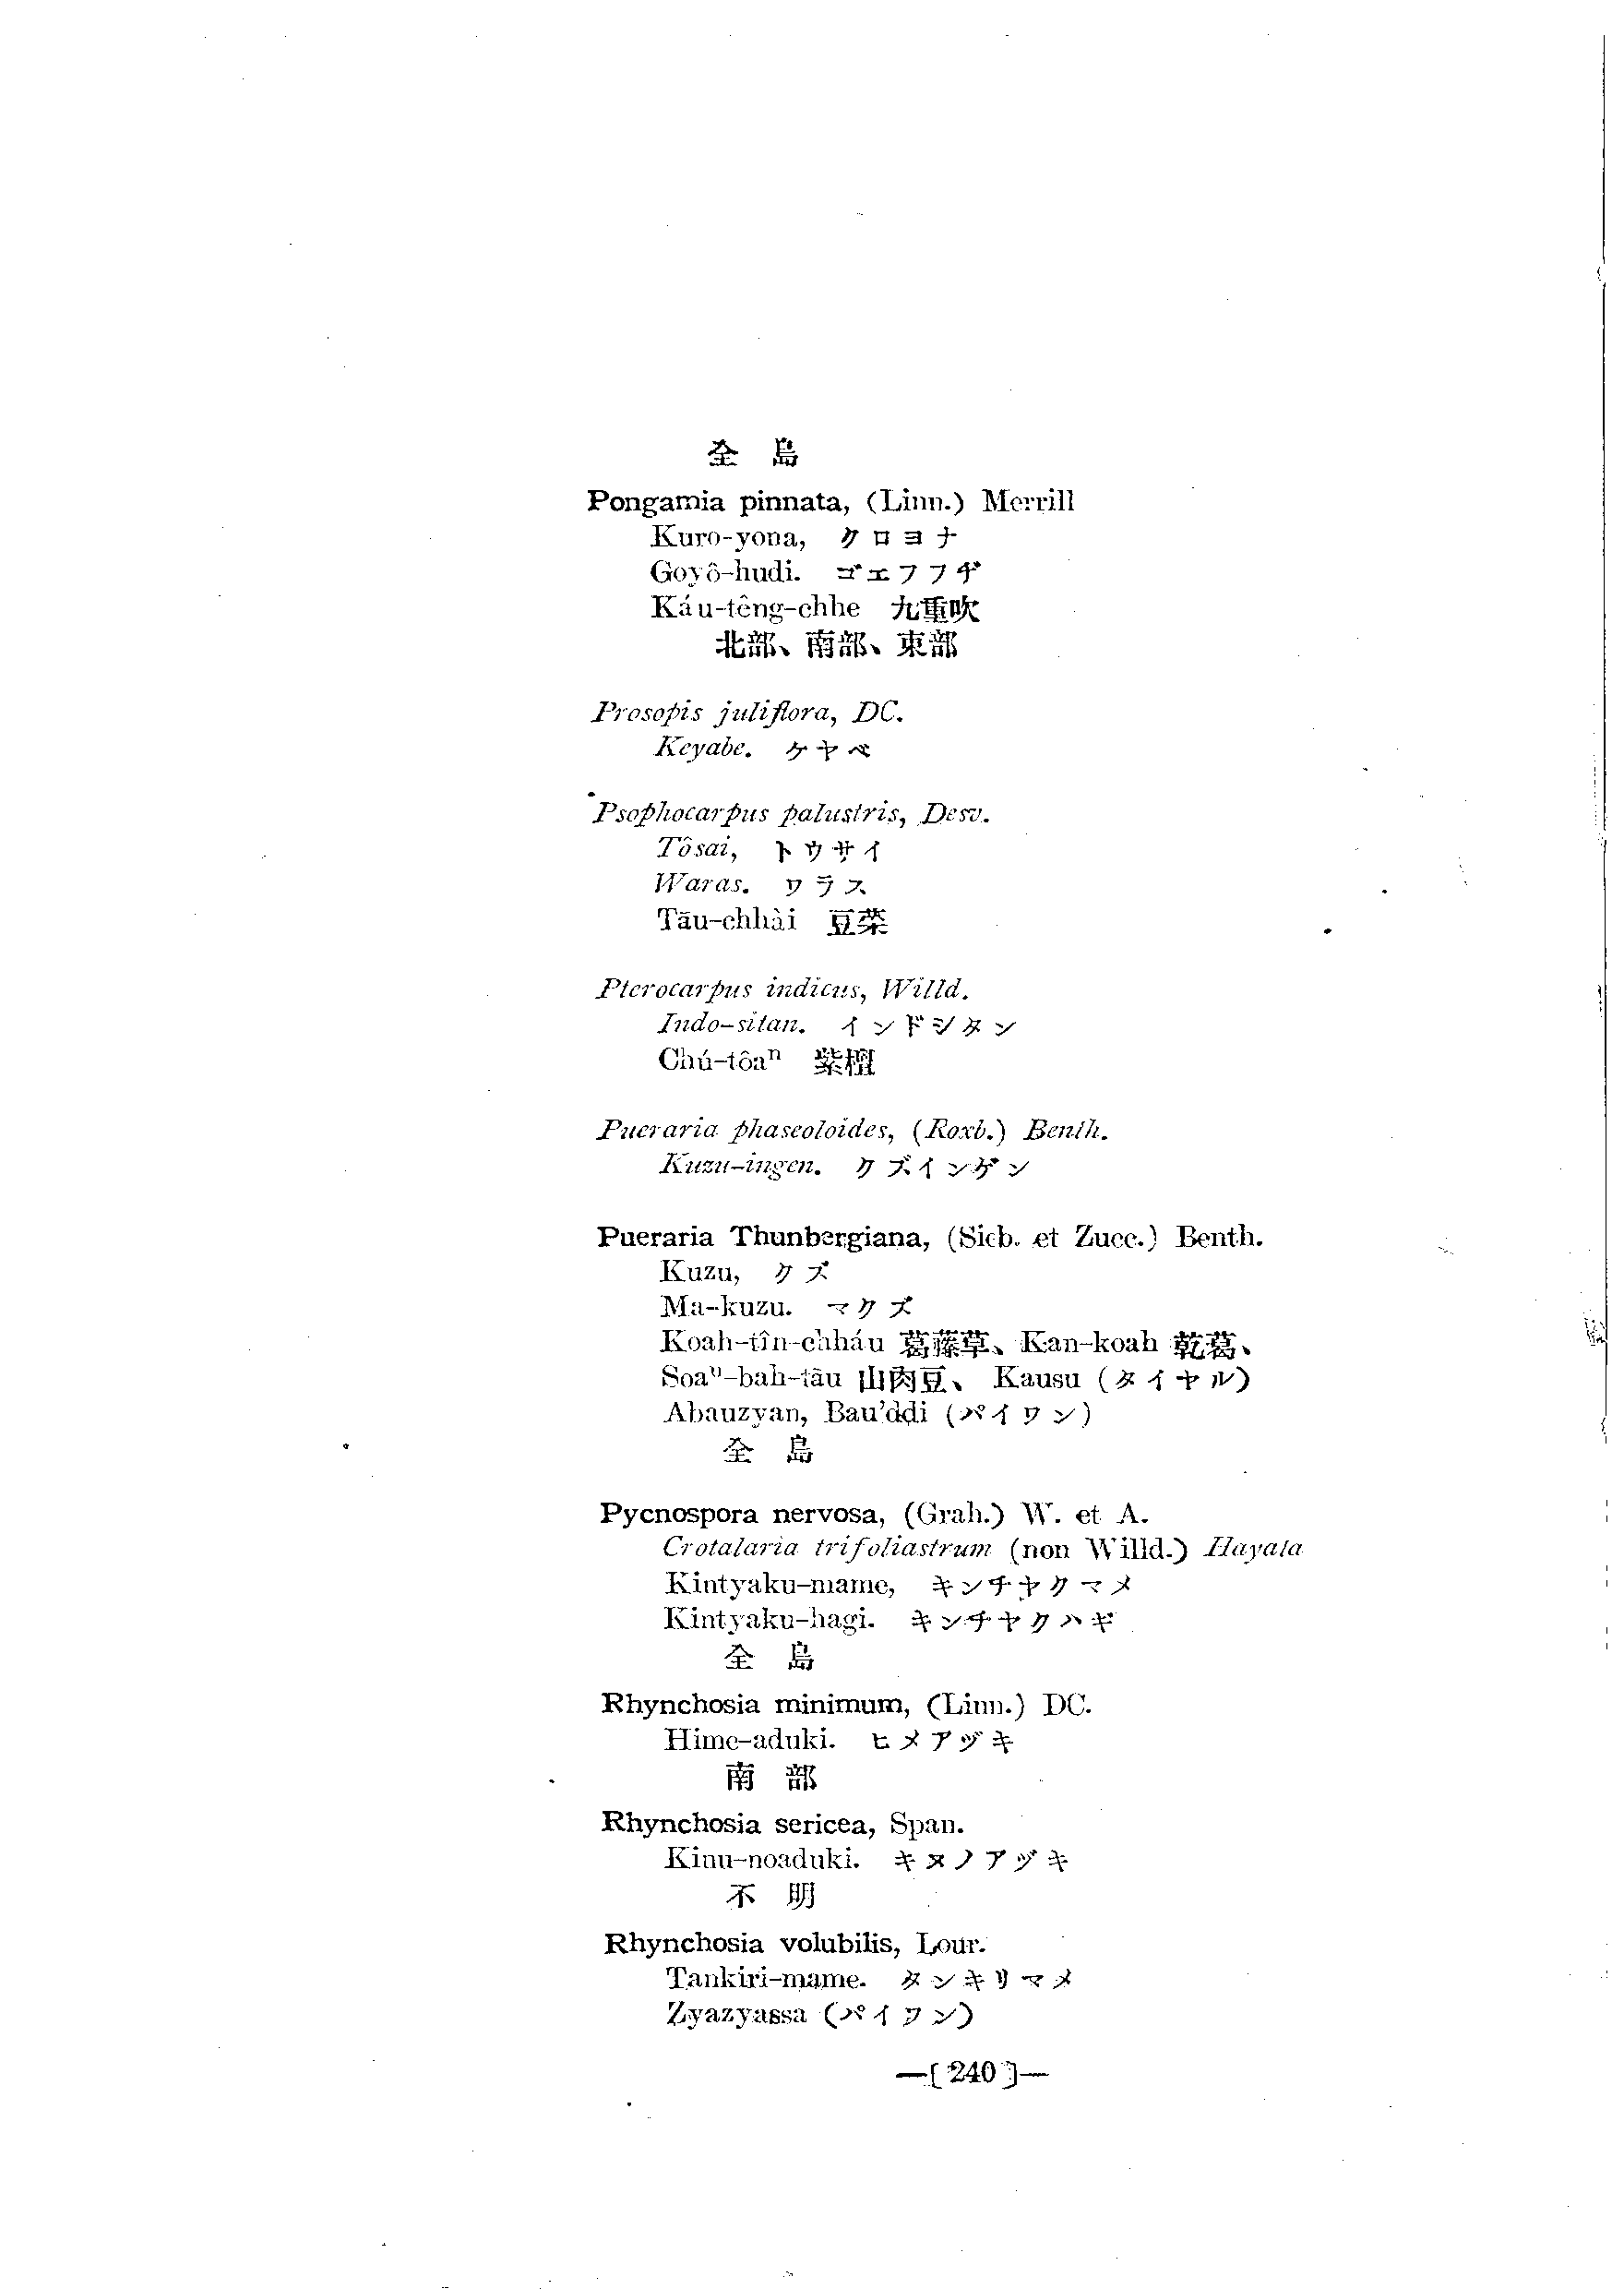 全島
Pongamia pinnata, (Linn.) Merrill
Kuro-yona, クロヨナ
Goyô-hudi. ゴエフフヂ
Káu-têng-chhe 九重吹
北部、南部、東部
Prosopis juliflora, DC.
Keyabe. ケヤベ
Psophocarpus palustris, Desv.
Tôsai, トウサイ
Waras. ワラス
Tāu-chhài 豆菜
Pterocarpus indicus, Willd.
Indo-sitan. インドシタン
Chú-tôaⁿ 紫檀
Pueraria phaseoloides, (Roxb.) Benth.
Kuzu-ingen. クズインゲン
Pueraria Thunbergiana, (Sieb. et Zucc.) Benth.
Kuzu, クズ
Ma-kuzu. マクズ
Koah-tîn-chháu 葛藤草、Kan-koah 乾葛、
Soaⁿ-bah-tāu 山肉豆、 Kausu (タイヤル)
Abauzyan, Bau'ddi (パイワン)
全島
Pycnospora nervosa, (Grah.) W. et A.
Crotalaria trifoliastrum (non Willd.) Hayata
Kintyaku-mame, キンチヤクマメ
Kintyaku-hagi. キンチヤクハギ
全島
Rhynchosia minimum, (Linn.) DC.
Hime-aduki. ヒメアヅキ
南部
Rhynchosia sericea, Span.
Kinu-noaduki. キヌノアヅキ
不明
Rhynchosia volubilis, Lour.
Tankiri-mame. タンキリマメ
Zyazyassa (パイワン)
—( 240 )—